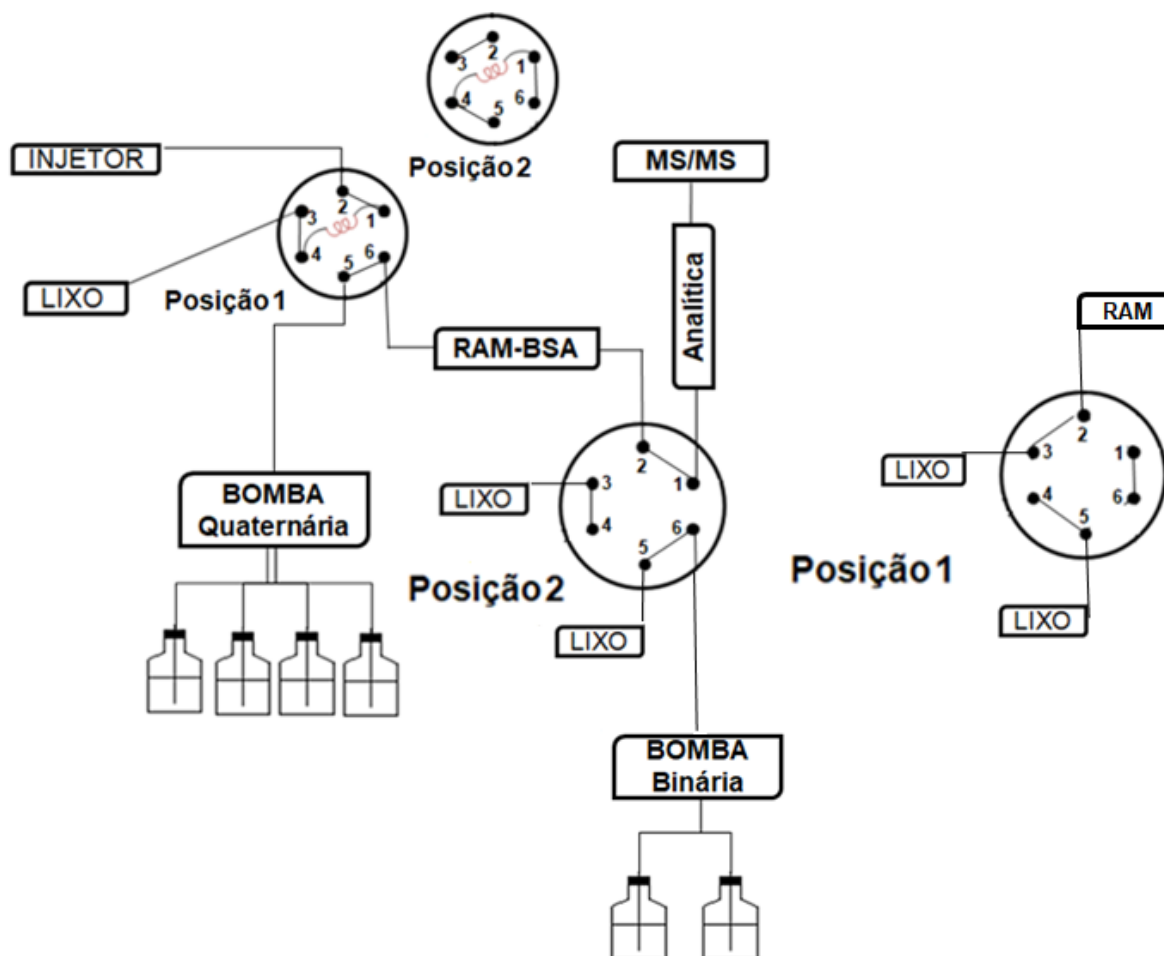 2
3
1
4
6
5
Posição 2
INJETOR
MS/MS
2
3
1
4
6
5
LIXO
Posição 1
RAM-BSA
Analítica
RAM
2
3
1
4
6
5
LIXO
2
3
1
4
6
5
LIXO
BOMBA
Quaternária
Posição 2
Posição 1
LIXO
LIXO
BOMBA
Binária